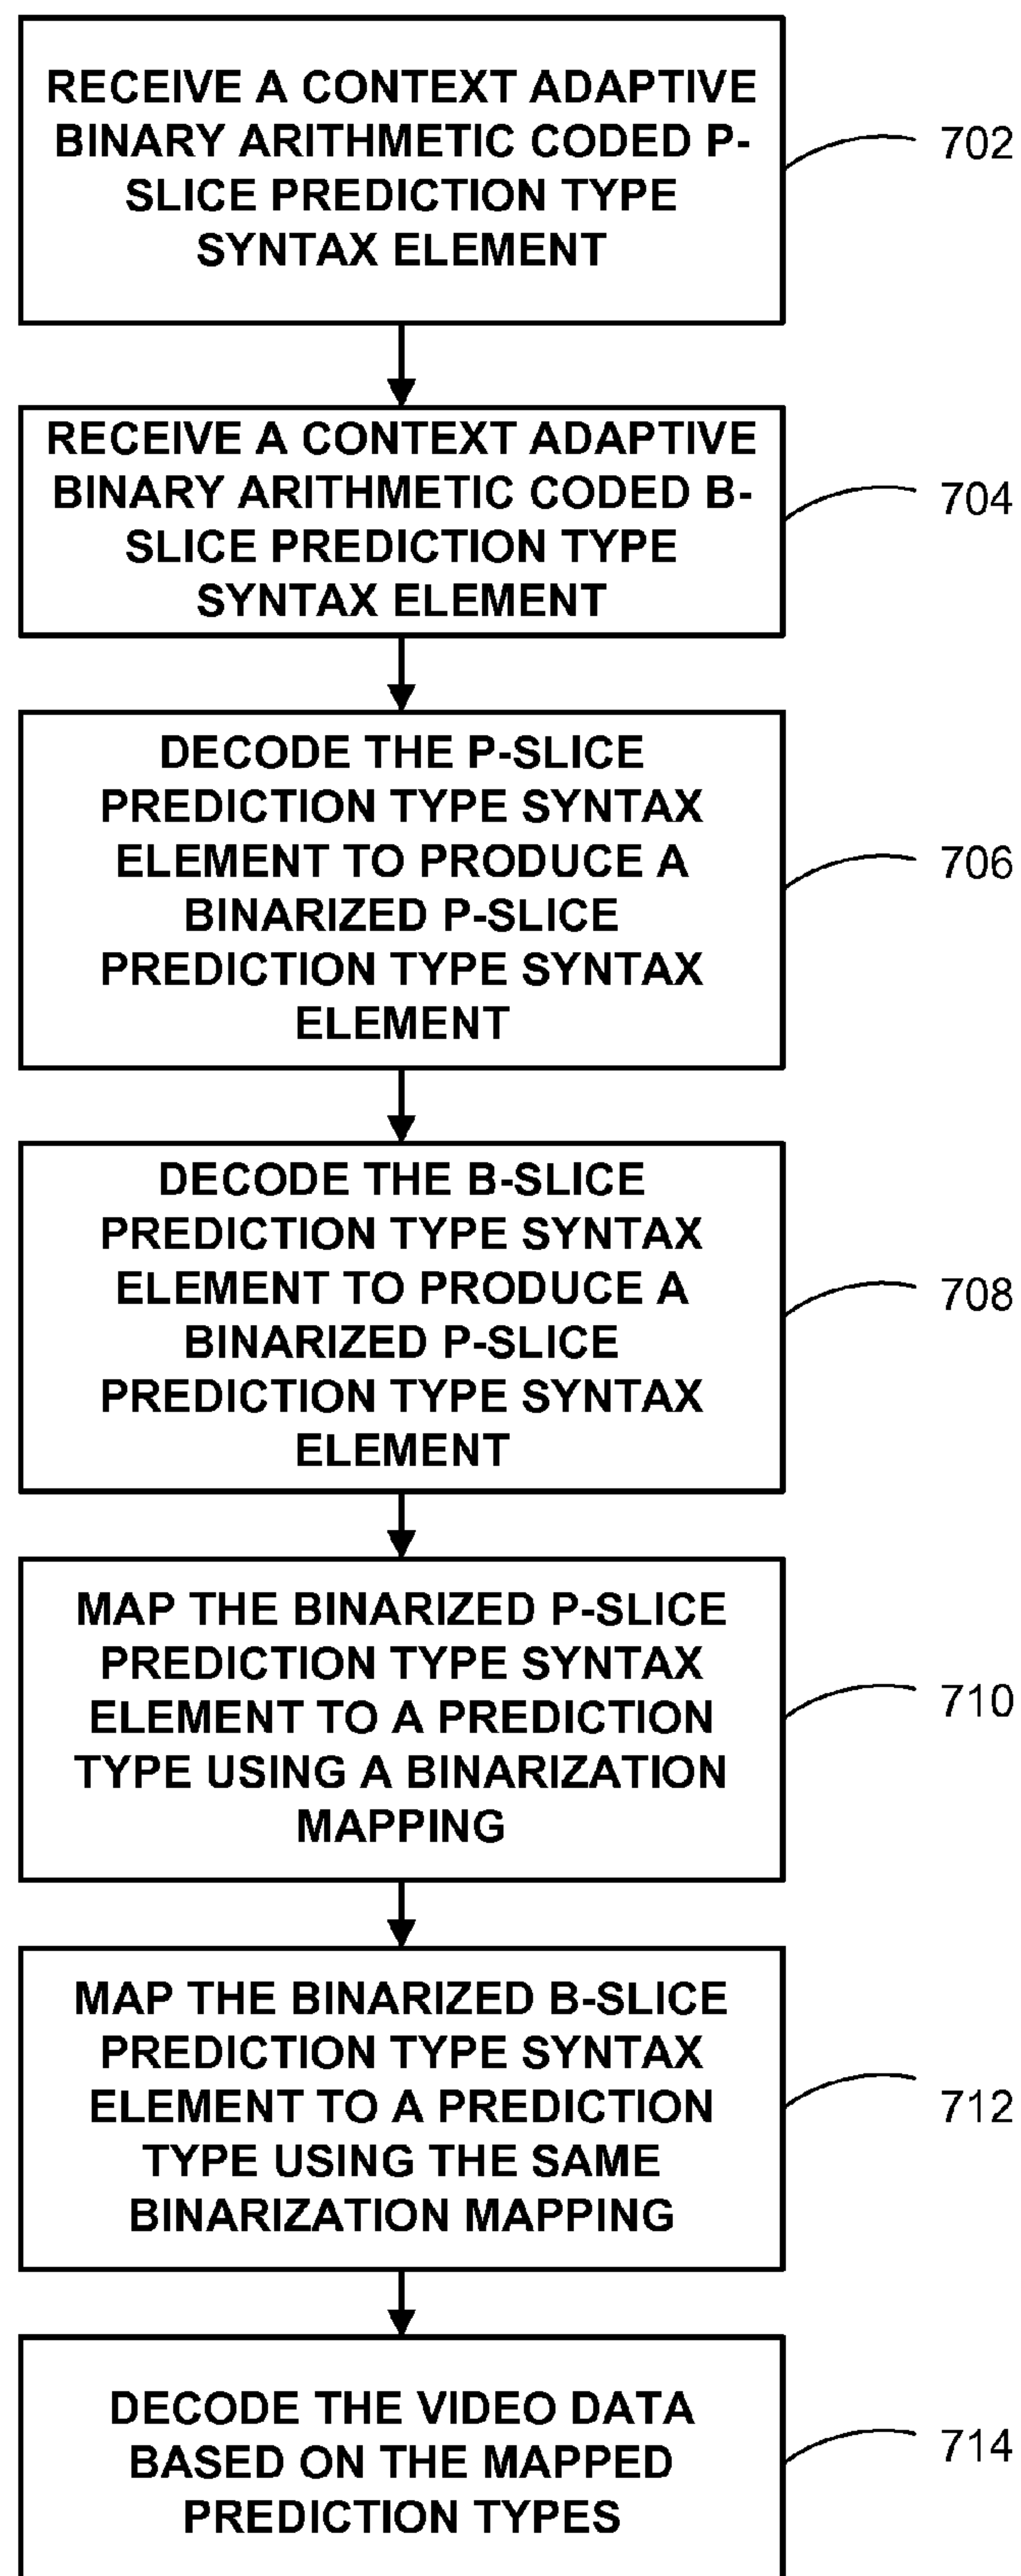 RECEIVE A CONTEXT ADAPTIVE
BINARY ARITHMETIC CODED P-
SLICE PREDICTION TYPE
SYNTAX ELEMENT
702
RECEIVE A CONTEXT ADAPTIVE
BINARY ARITHMETIC CODED B-
SLICE PREDICTION TYPE
SYNTAX ELEMENT
704
DECODE THE P-SLICE
PREDICTION TYPE SYNTAX
ELEMENT TO PRODUCE A
BINARIZED P-SLICE
PREDICTION TYPE SYNTAX
ELEMENT
706
DECODE THE B-SLICE
PREDICTION TYPE SYNTAX
ELEMENT TO PRODUCE A
BINARIZED P-SLICE
PREDICTION TYPE SYNTAX
ELEMENT
708
MAP THE BINARIZED P-SLICE
PREDICTION TYPE SYNTAX
ELEMENT TO A PREDICTION
TYPE USING A BINARIZATION
MAPPING
710
MAP THE BINARIZED B-SLICE
PREDICTION TYPE SYNTAX
ELEMENT TO A PREDICTION
TYPE USING THE SAME
BINARIZATION MAPPING
712
DECODE THE VIDEO DATA
BASED ON THE MAPPED
PREDICTION TYPES
714